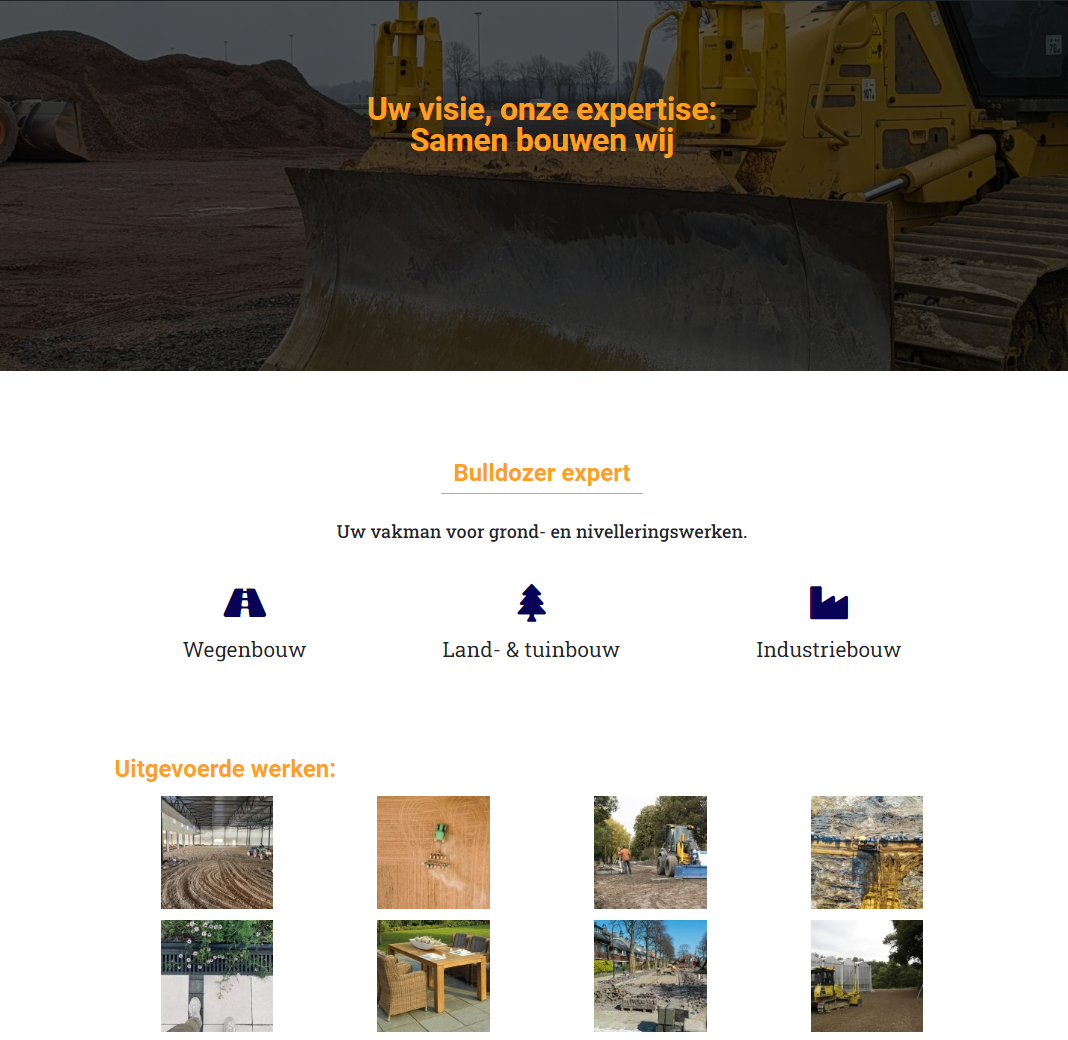 Uw visie, onze expertise:
Samen bouwen wij
Bulldozer expert
Uw vakman voor grond- en nivelleringswerken.
Wegenbouw
Land- & tuinbouw
Industriebouw
Uitgevoerde werken: